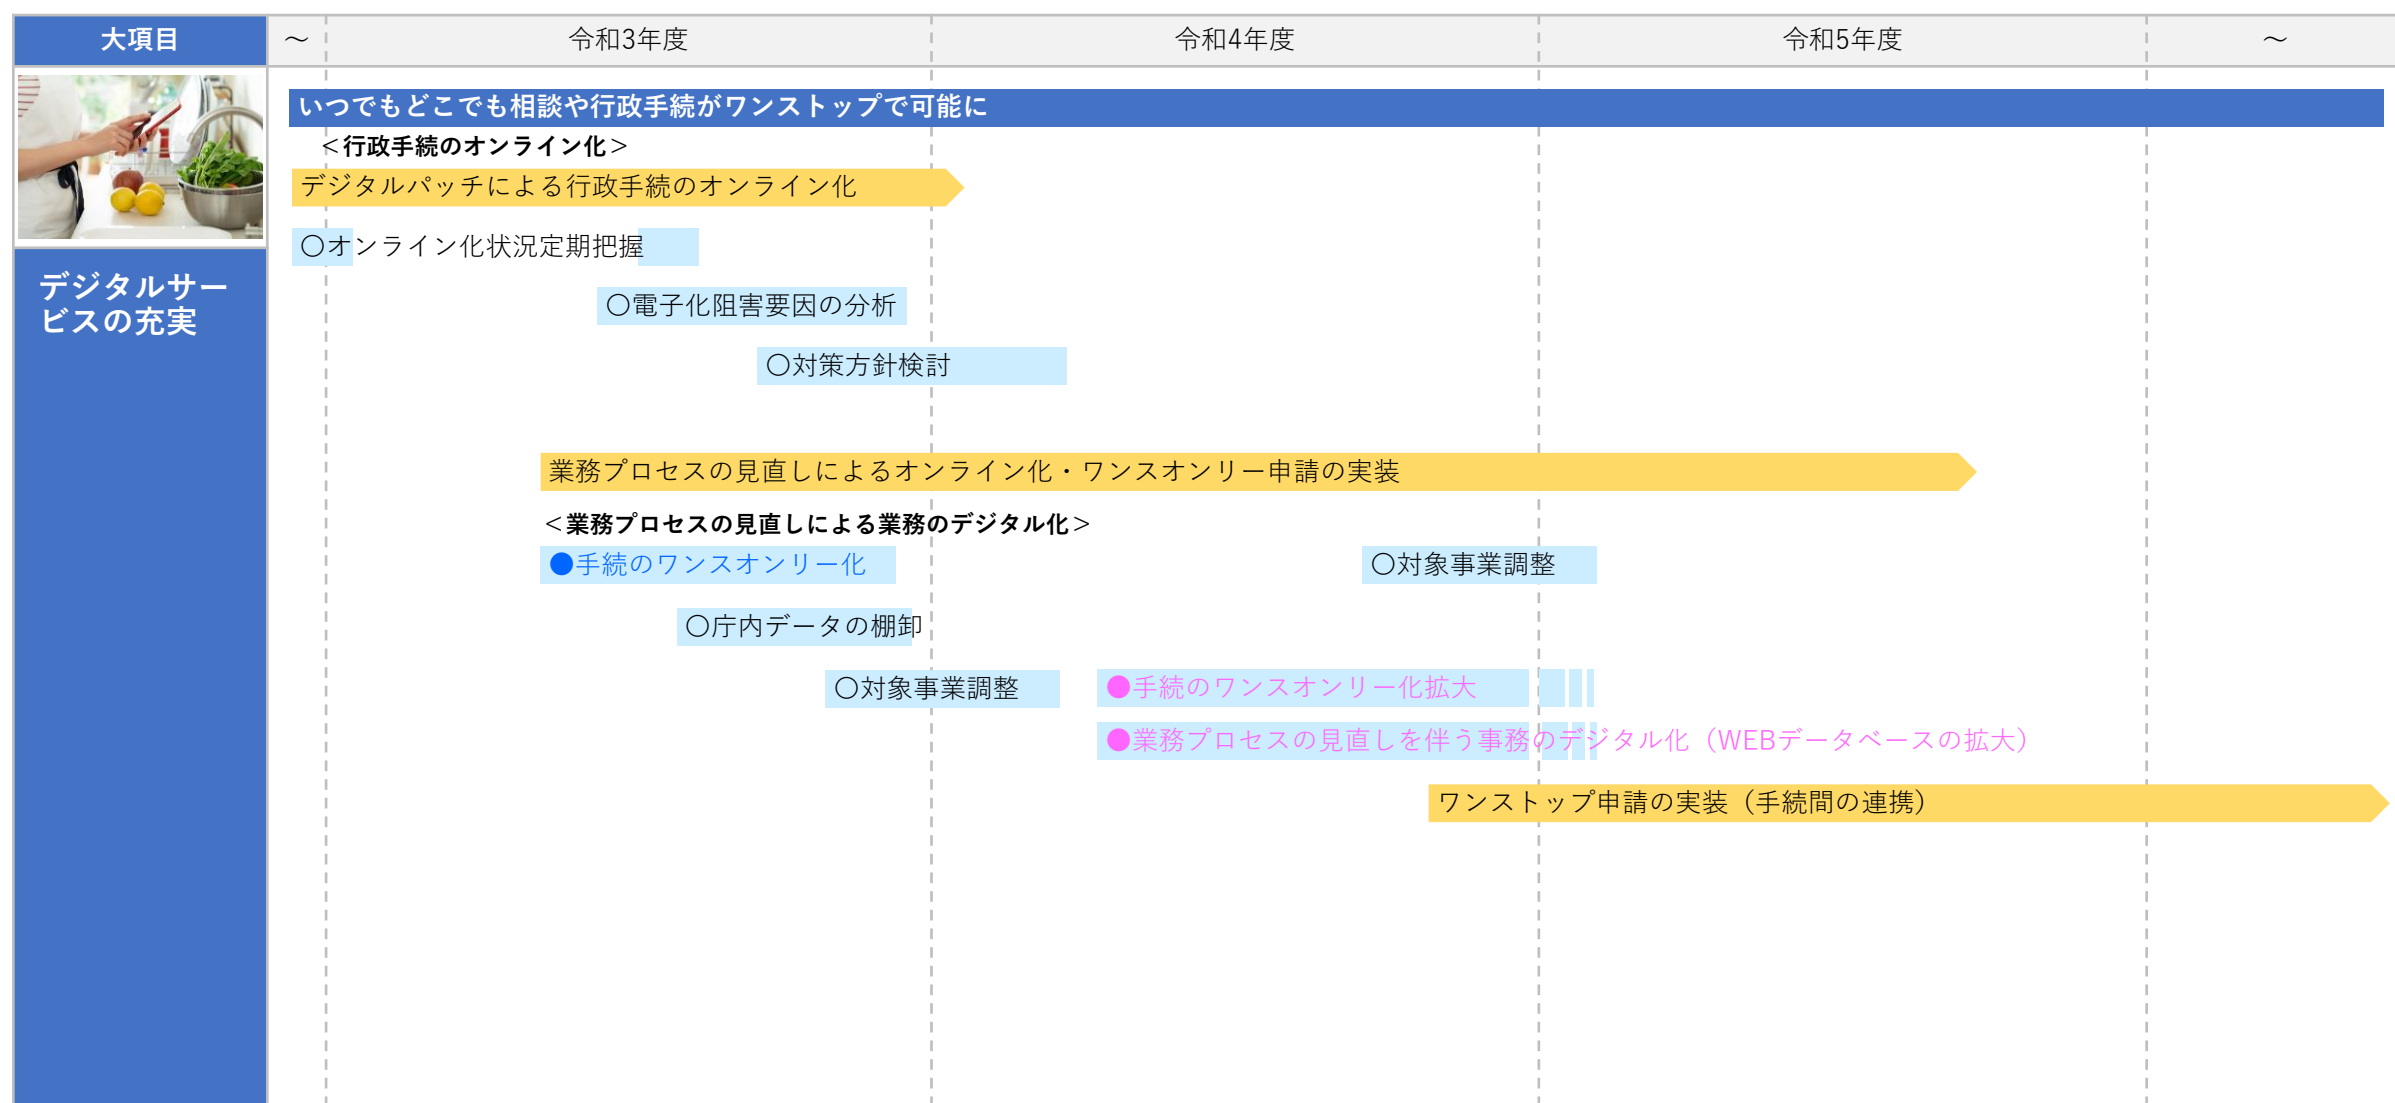 大項目
～
令和3年度
令和4年度
令和5年度
～
いつでもどこでも相談や行政手続がワンストップで可能に
＜行政手続のオンライン化＞
デジタルパッチによる行政手続のオンライン化
〇オンライン化状況定期把握
デジタルサー
ビスの充実
〇電子化阻害要因の分析
〇対策方針検討
業務プロセスの見直しによるオンライン化・ワンスオンリー申請の実装
＜業務プロセスの見直しによる業務のデジタル化＞
●手続のワンスオンリー化
〇対象事業調整
〇庁内データの棚卸
〇対象事業調整
●手続のワンスオンリー化拡大
●業務プロセスの見直しを伴う事務のデジタル化（WEBデータベースの拡大）
ワンストップ申請の実装（手続間の連携）